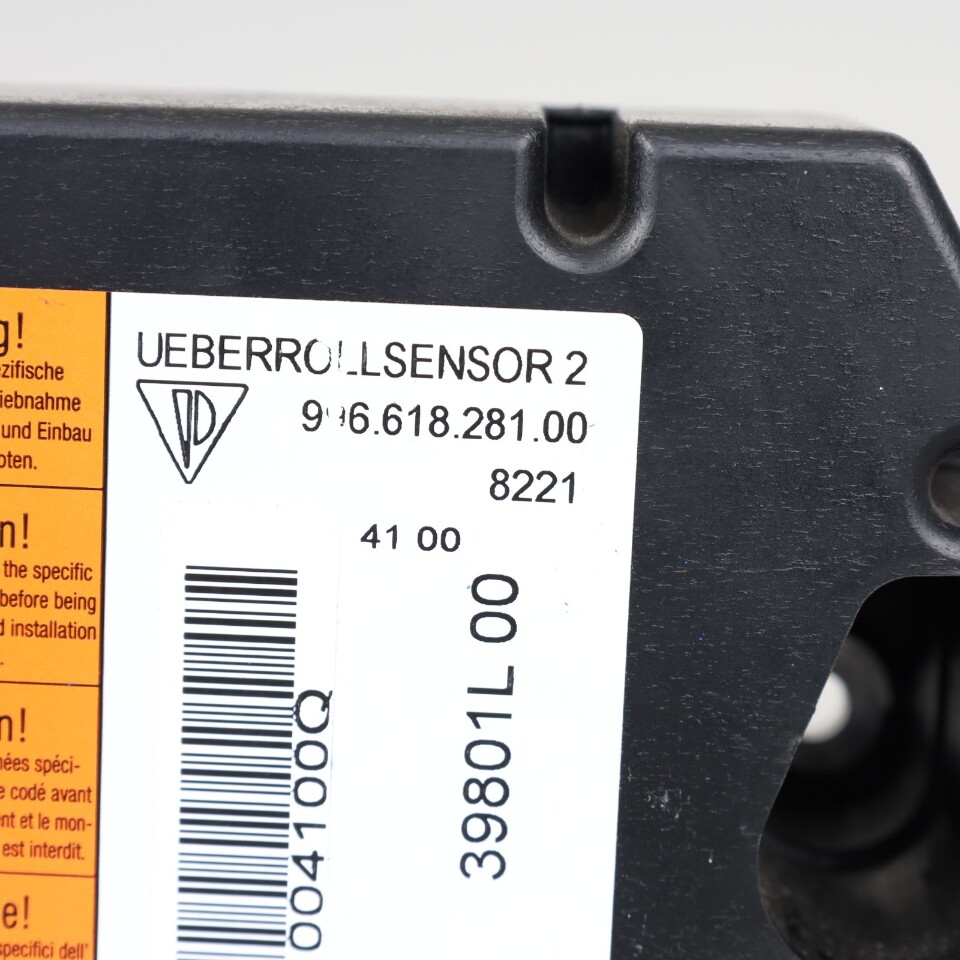 UEBERROLLSENSOR 2
996.618.281.00
8221
41 00
39801L 00
004100Q
g!
zifische
iebnahme
und Einbau
oten.
n!
the specific
before being
d installation
.
n!
nées spéci-
e codé avant
nt et le mon-
est interdit.
e!
specifici dell'